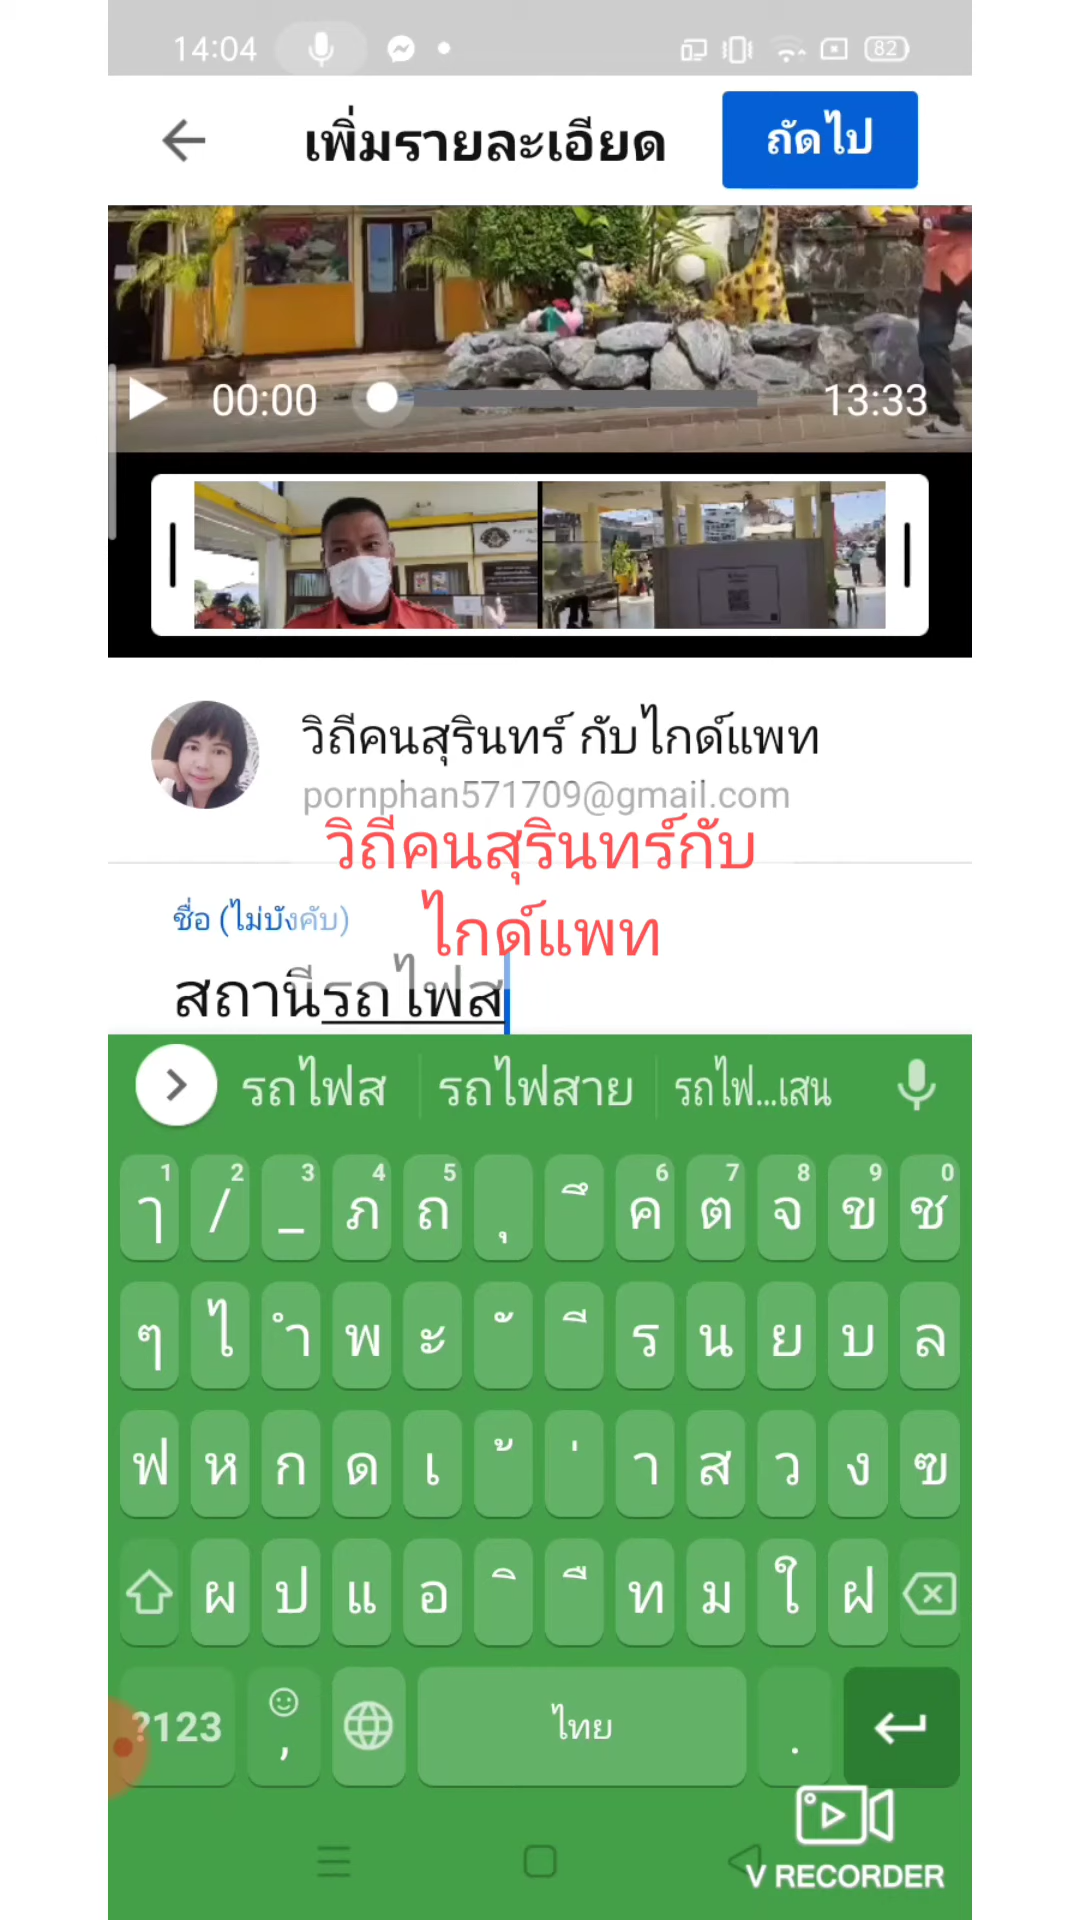 14:04
82
เพิ่มรายละเอียด
ถัดไป
00:00
13:33
วิถีคนสุรินทร์ กับไกด์แพท
pornphan571709@gmail.com
วิถีคนสุรินทร์กับ
ไกด์แพท
ชื่อ (ไม่บังคับ)
สถานีรถไฟส
รถไฟส รถไฟสาย รถไฟ...เสน
1 2 3 4 5 6 7 8 9 0
ๅ / _ ภ ถ ุ ึ ค ต จ ข ช
ๆ ไ ำ พ ะ ั ี ร น ย บ ล
ฟ ห ก ด เ ้ ่ า ส ว ง ฃ
ผ ป แ อ ิ ื ท ม ใ ฝ
?123 , ไทย .
V RECORDER